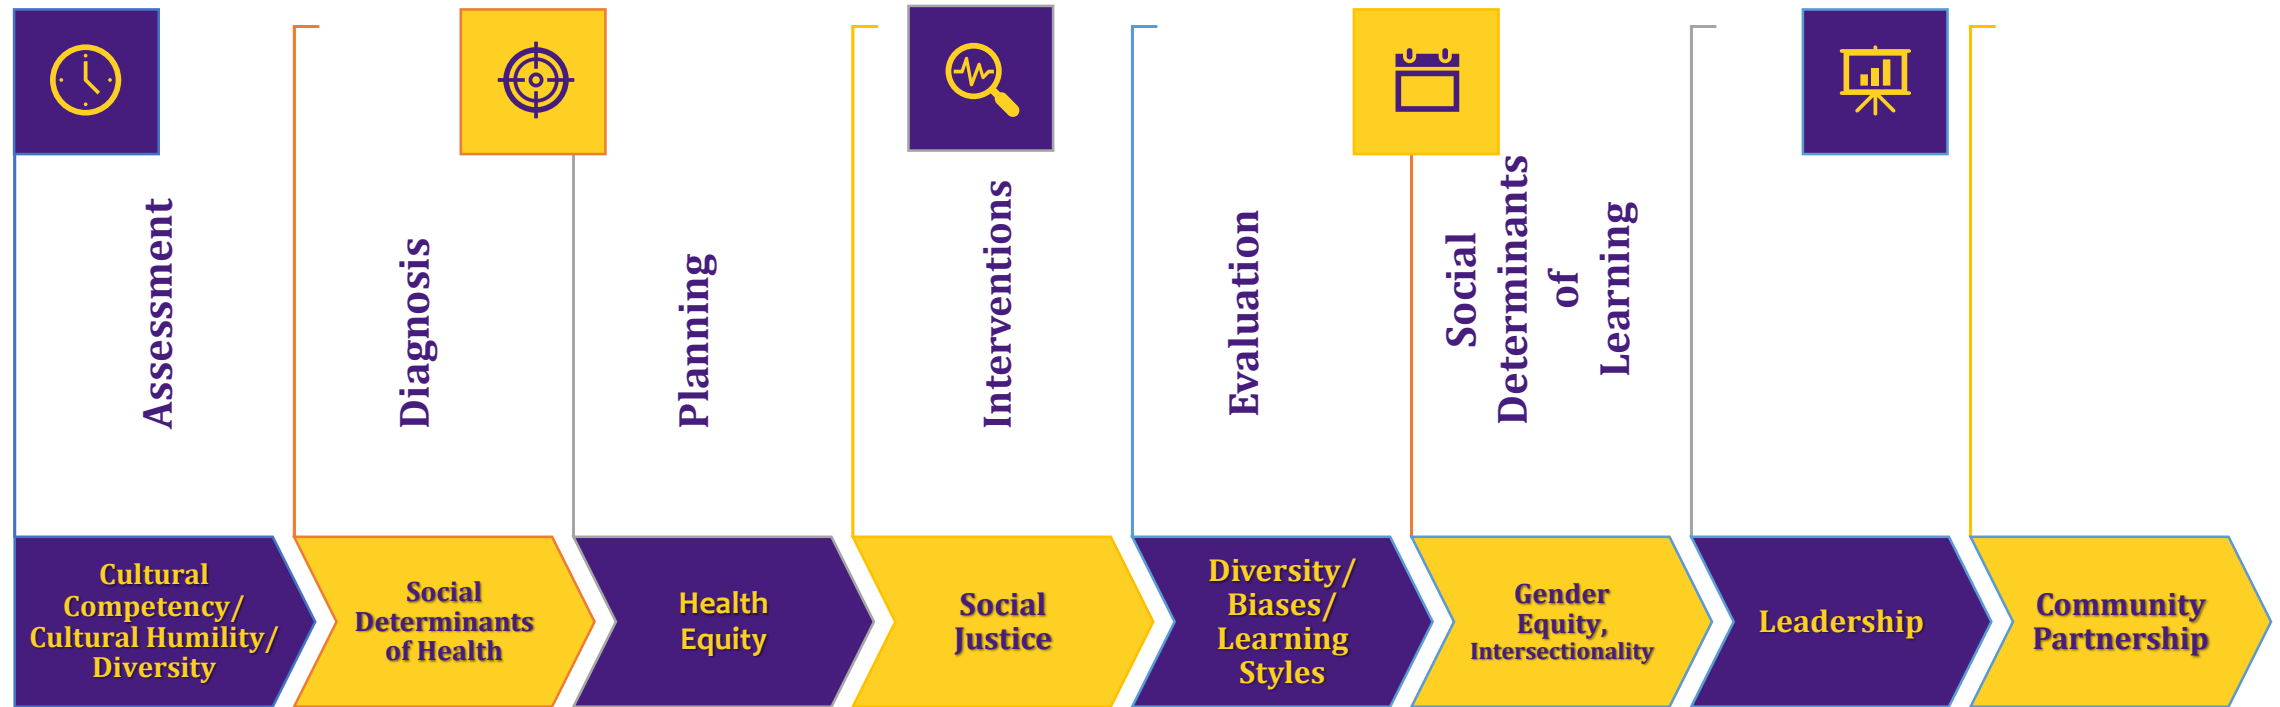 Assessment
Diagnosis
Planning
Interventions
Evaluation
Social
Determinants
of
Learning
Cultural
Competency/
Cultural Humility/
Diversity
Social
Determinants
of Health
Health
Equity
Social
Justice
Diversity/
Biases/
Learning
Styles
Gender
Equity,
Intersectionality
Leadership
Community
Partnership